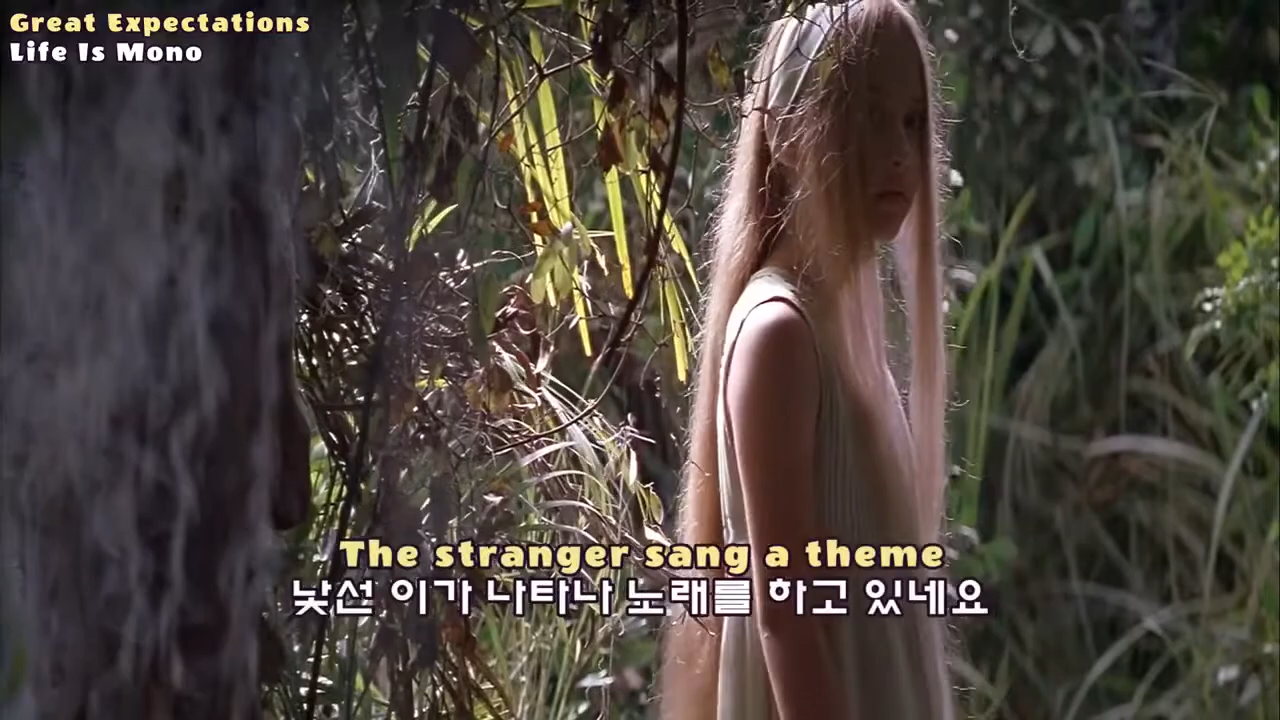 Great Expectations
Life Is Mono
The stranger sang a theme
낯선 이가 나타나 노래를 하고 있네요